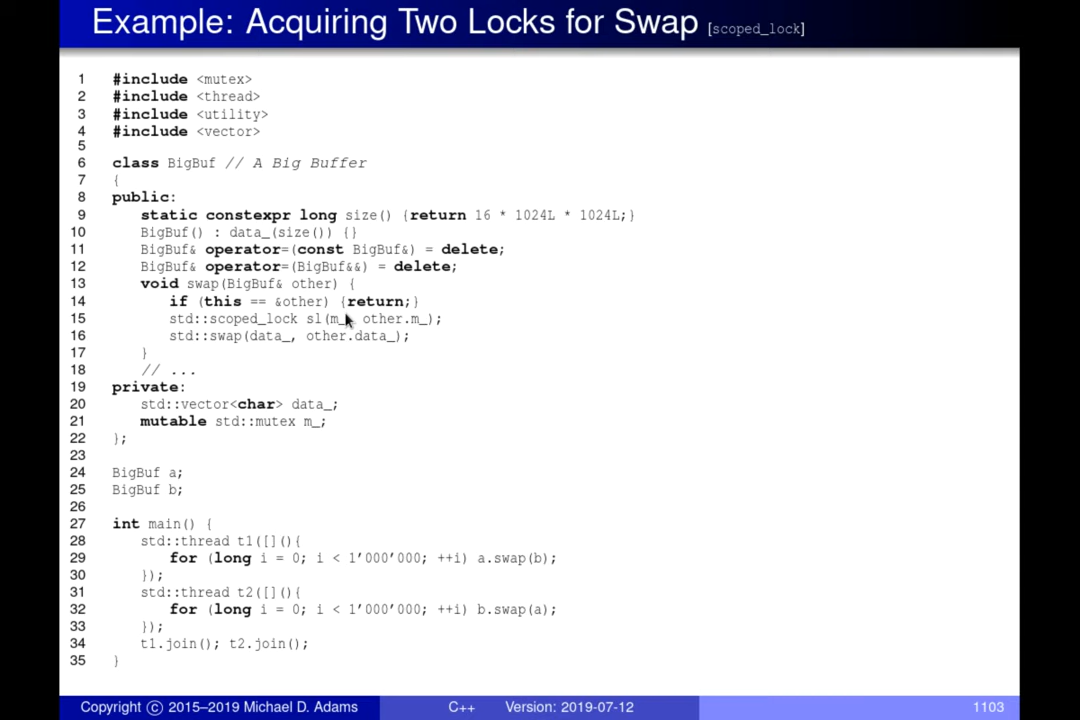 Example: Acquiring Two Locks for Swap [scoped_lock]
1 #include <mutex>
2 #include <thread>
3 #include <utility>
4 #include <vector>
5
6 class BigBuf // A Big Buffer
7 {
8 public:
9 static constexpr long size() {return 16 * 1024L * 1024L;}
10 BigBuf() : data_(size()) {}
11 BigBuf& operator=(const BigBuf&) = delete;
12 BigBuf& operator=(BigBuf&&) = delete;
13 void swap(BigBuf& other) {
14 if (this == &other) {return;}
15 std::scoped_lock sl(m_, other.m_);
16 std::swap(data_, other.data_);
17 }
18 // ...
19 private:
20 std::vector<char> data_;
21 mutable std::mutex m_;
22 };
23
24 BigBuf a;
25 BigBuf b;
26
27 int main() {
28 std::thread t1([](){
29 for (long i = 0; i < 1'000'000; ++i) a.swap(b);
30 });
31 std::thread t2([](){
32 for (long i = 0; i < 1'000'000; ++i) b.swap(a);
33 });
34 t1.join(); t2.join();
35 }
Copyright © 2015–2019 Michael D. Adams C++ Version: 2019-07-12 1103